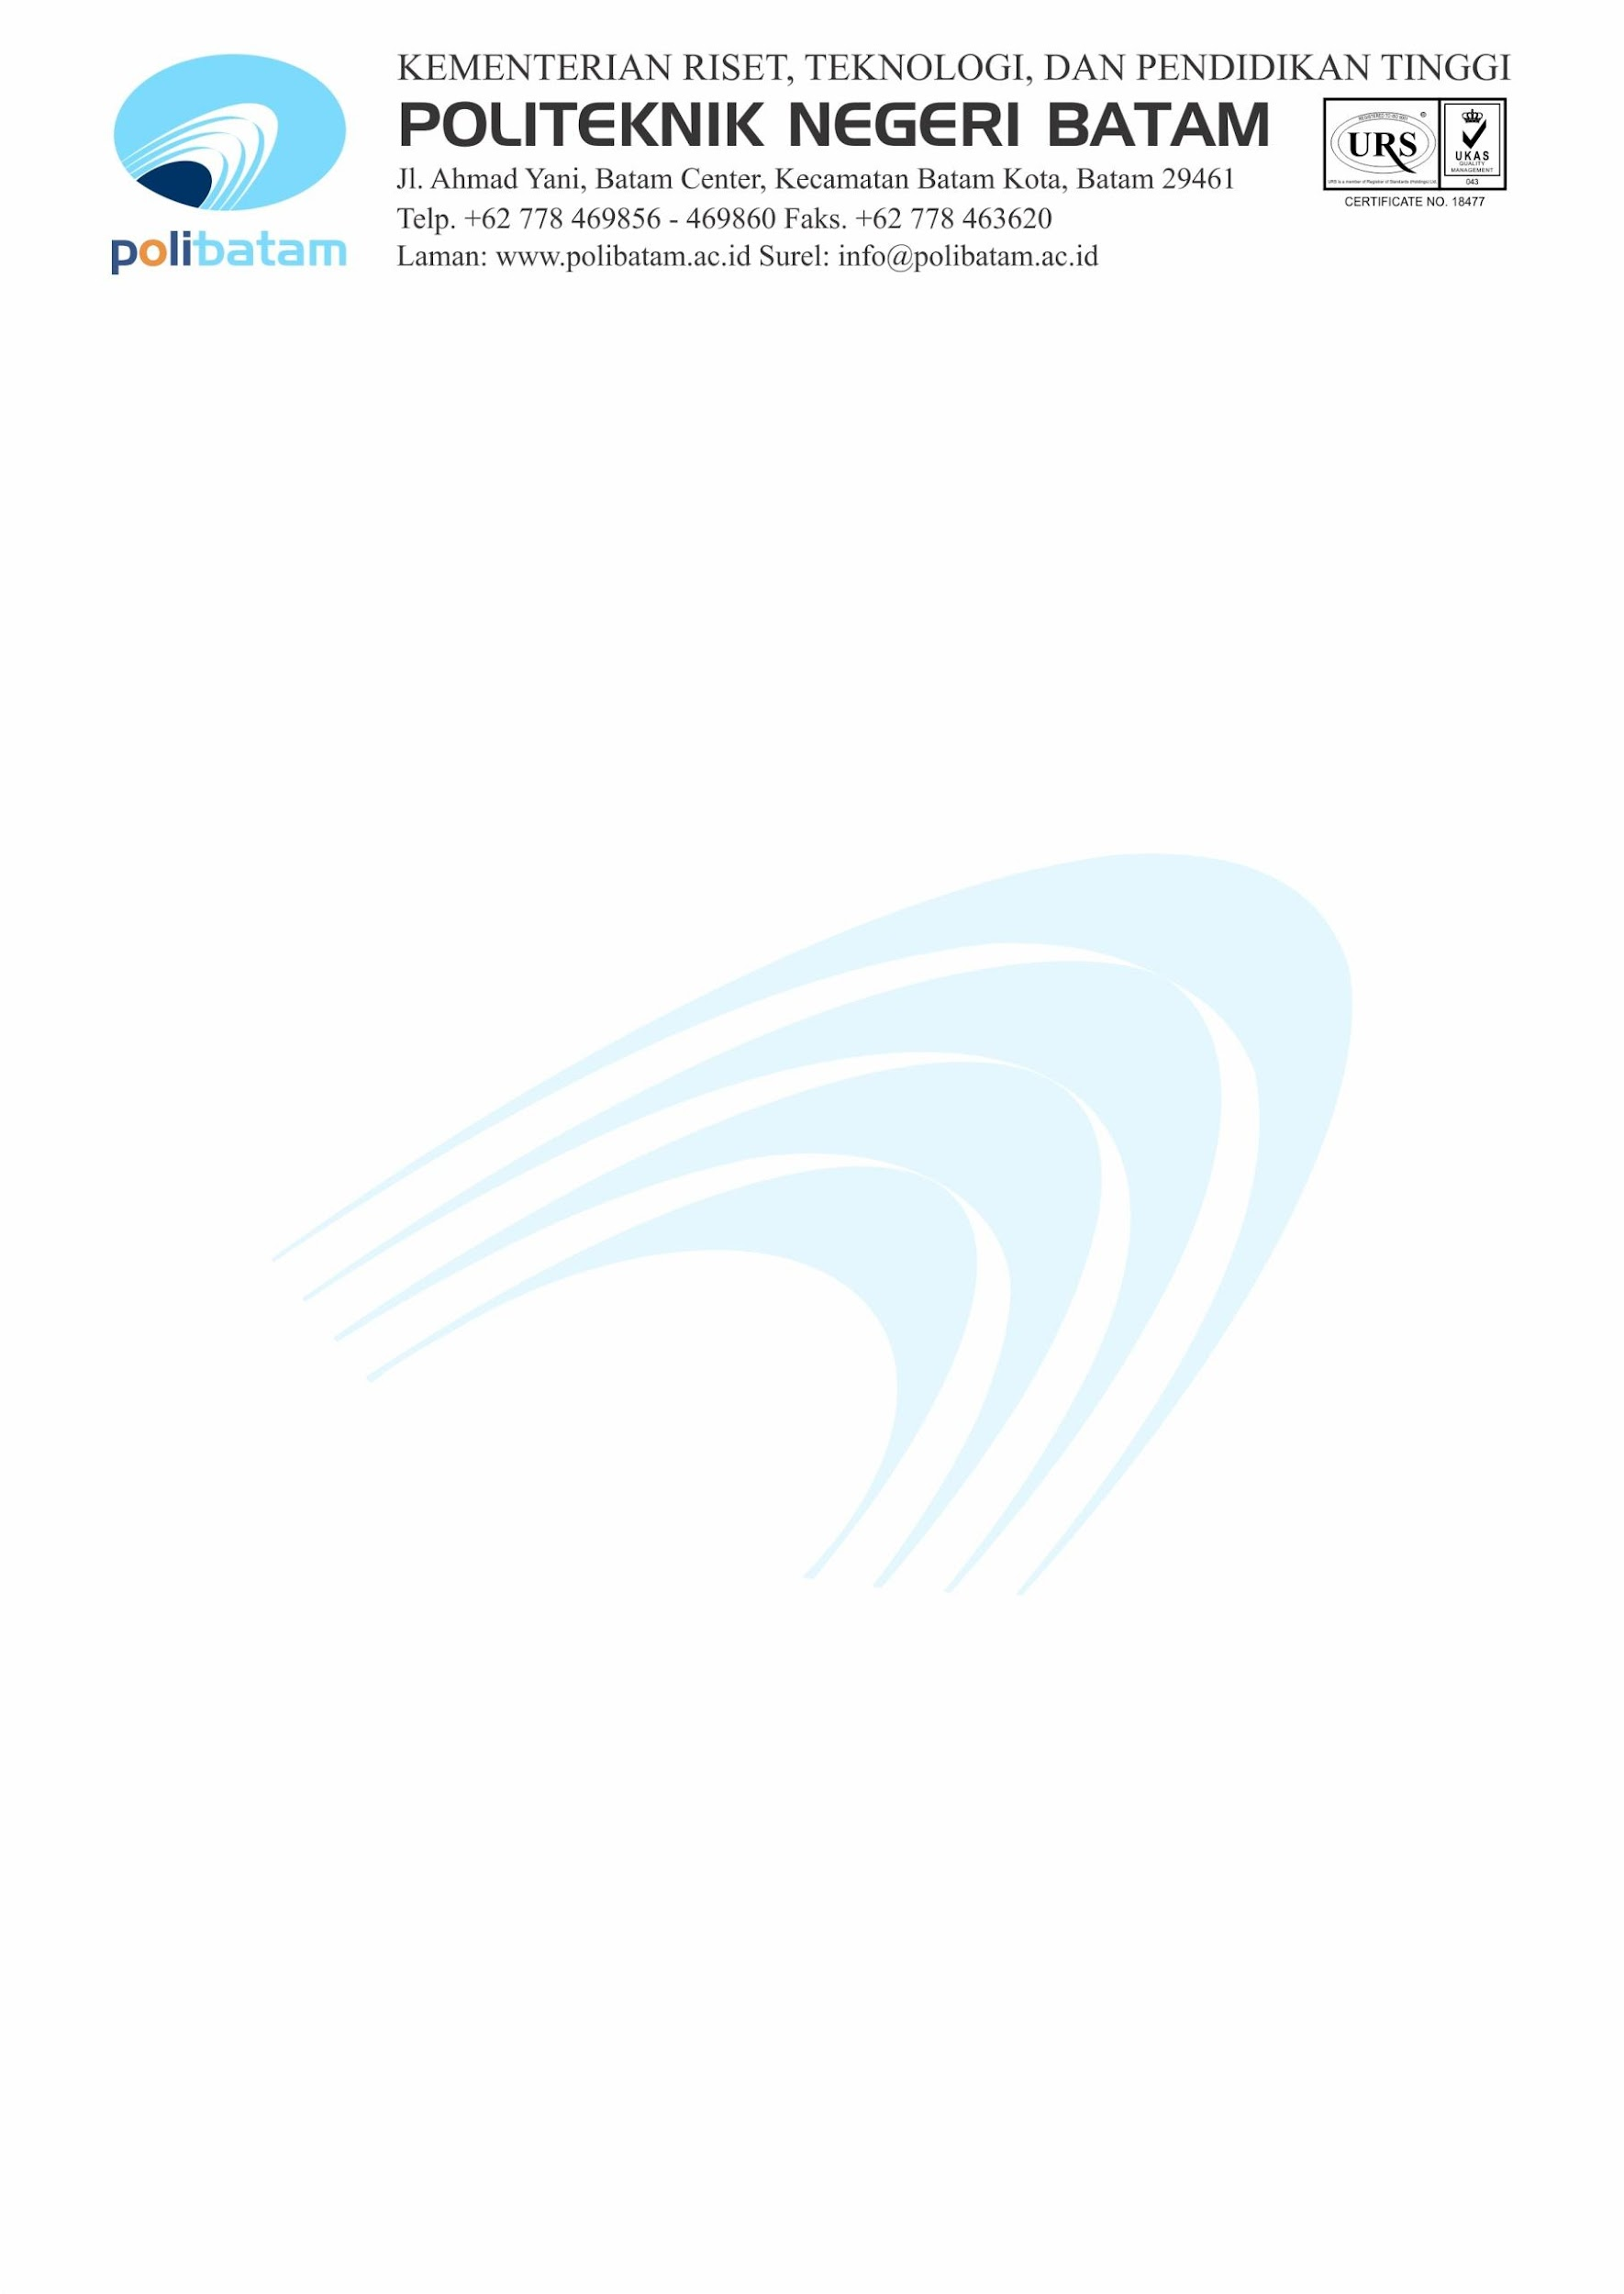 KEMENTERIAN RISET, TEKNOLOGI, DAN PENDIDIKAN TINGGI
POLITEKNIK NEGERI BATAM
Jl. Ahmad Yani, Batam Center, Kecamatan Batam Kota, Batam 29461
Telp. +62 778 469856 - 469860 Faks. +62 778 463620
Laman: www.polibatam.ac.id Surel: info@polibatam.ac.id
polibatam
URS
UKAS
QUALITY
MANAGEMENT
043
CERTIFICATE NO. 18477